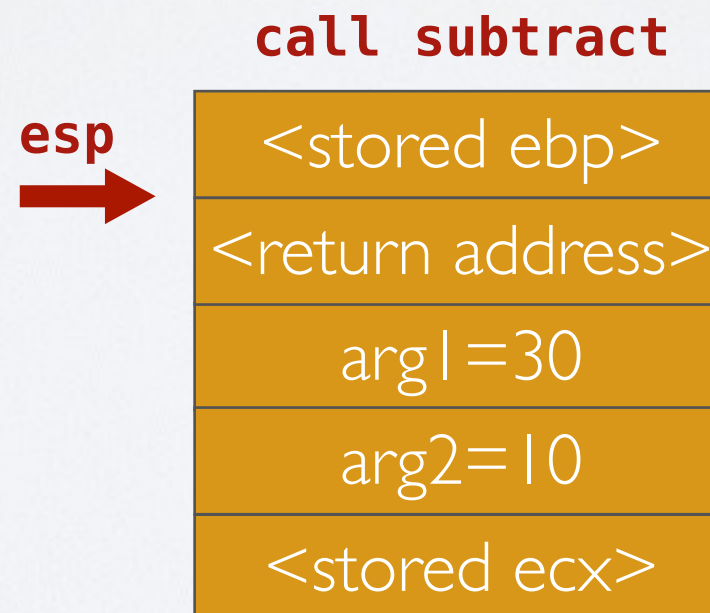 call subtract
esp
<stored ebp>
<return address>
arg1=30
arg2=10
<stored ecx>